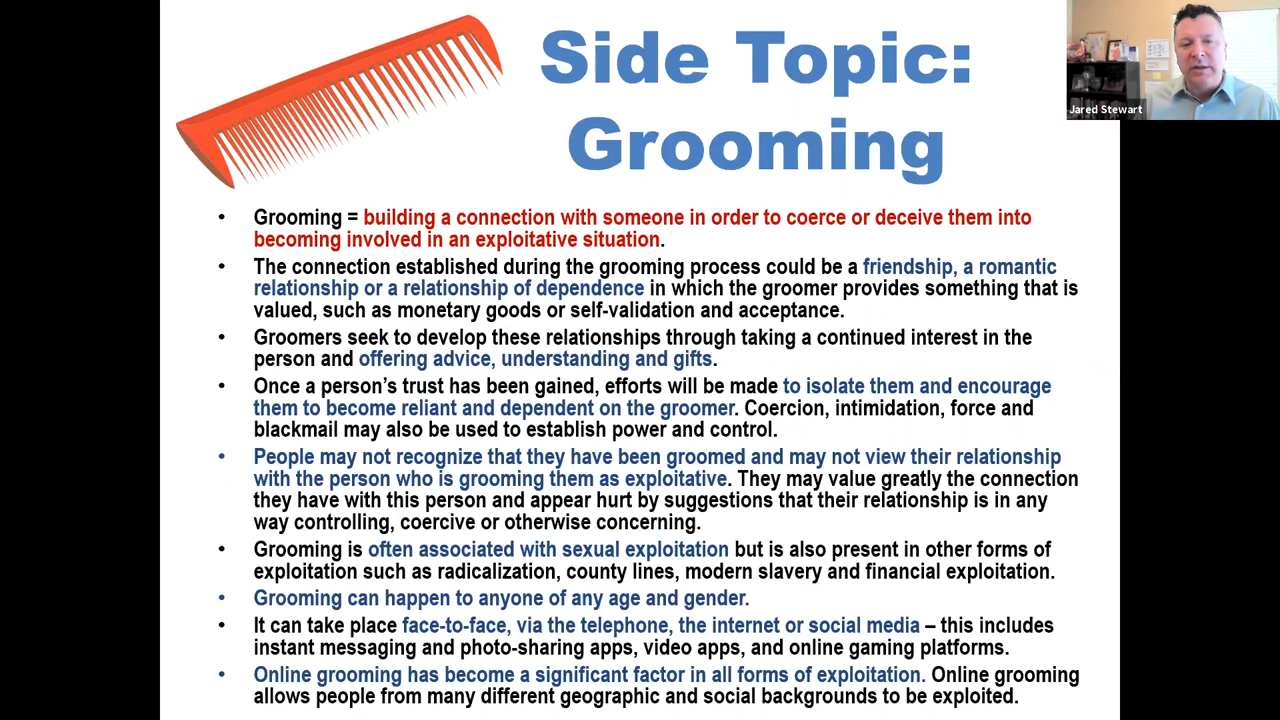 Side Topic:
Grooming
Jared Stewart
• Grooming = building a connection with someone in order to coerce or deceive them into
becoming involved in an exploitative situation.
• The connection established during the grooming process could be a friendship, a romantic
relationship or a relationship of dependence in which the groomer provides something that is
valued, such as monetary goods or self-validation and acceptance.
• Groomers seek to develop these relationships through taking a continued interest in the
person and offering advice, understanding and gifts.
• Once a person's trust has been gained, efforts will be made to isolate them and encourage
them to become reliant and dependent on the groomer. Coercion, intimidation, force and
blackmail may also be used to establish power and control.
• People may not recognize that they have been groomed and may not view their relationship
with the person who is grooming them as exploitative. They may value greatly the connection
they have with this person and appear hurt by suggestions that their relationship is in any
way controlling, coercive or otherwise concerning.
• Grooming is often associated with sexual exploitation but is also present in other forms of
exploitation such as radicalization, county lines, modern slavery and financial exploitation.
• Grooming can happen to anyone of any age and gender.
• It can take place face-to-face, via the telephone, the internet or social media – this includes
instant messaging and photo-sharing apps, video apps, and online gaming platforms.
• Online grooming has become a significant factor in all forms of exploitation. Online grooming
allows people from many different geographic and social backgrounds to be exploited.